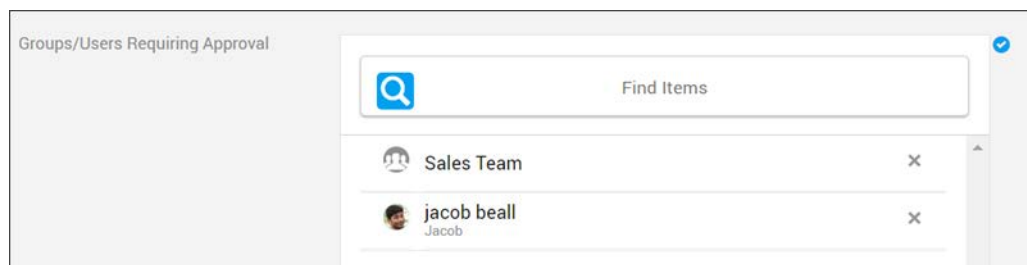 Groups/Users Requiring Approval
Find Items
Sales Team
jacob beall
Jacob